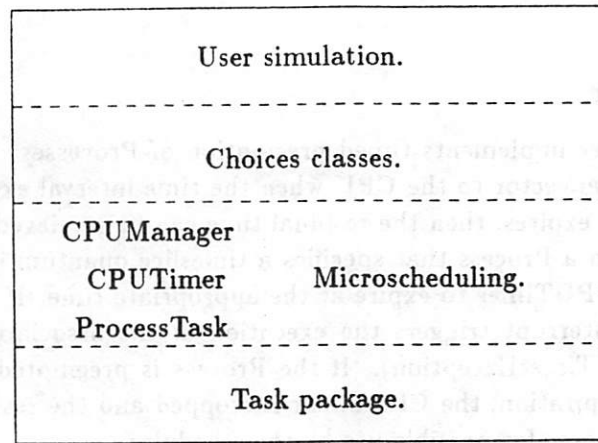 User simulation.
Choices classes.
CPUManager
CPUTimer Microscheduling.
ProcessTask
Task package.